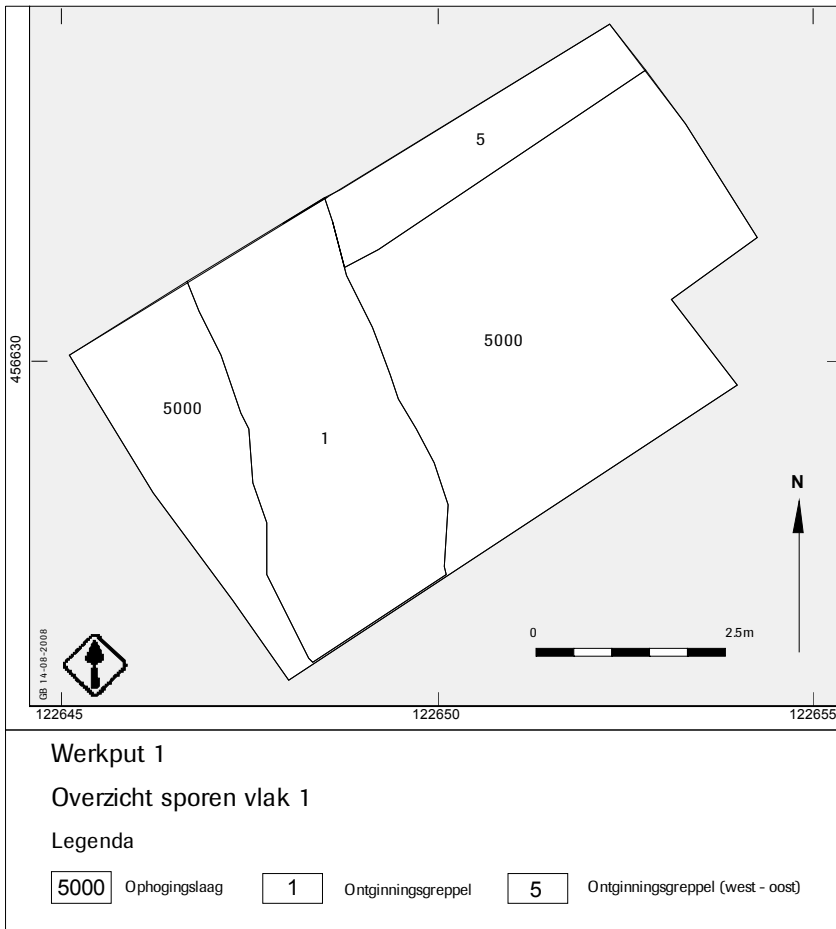 5
456630
5000
5000
1
N
0 2.5m
GB 14-08-2008
122645 122650 122655
Werkput 1
Overzicht sporen vlak 1
Legenda
5000 Ophogingslaag 1 Ontginningsgreppel 5 Ontginningsgreppel (west - oost)